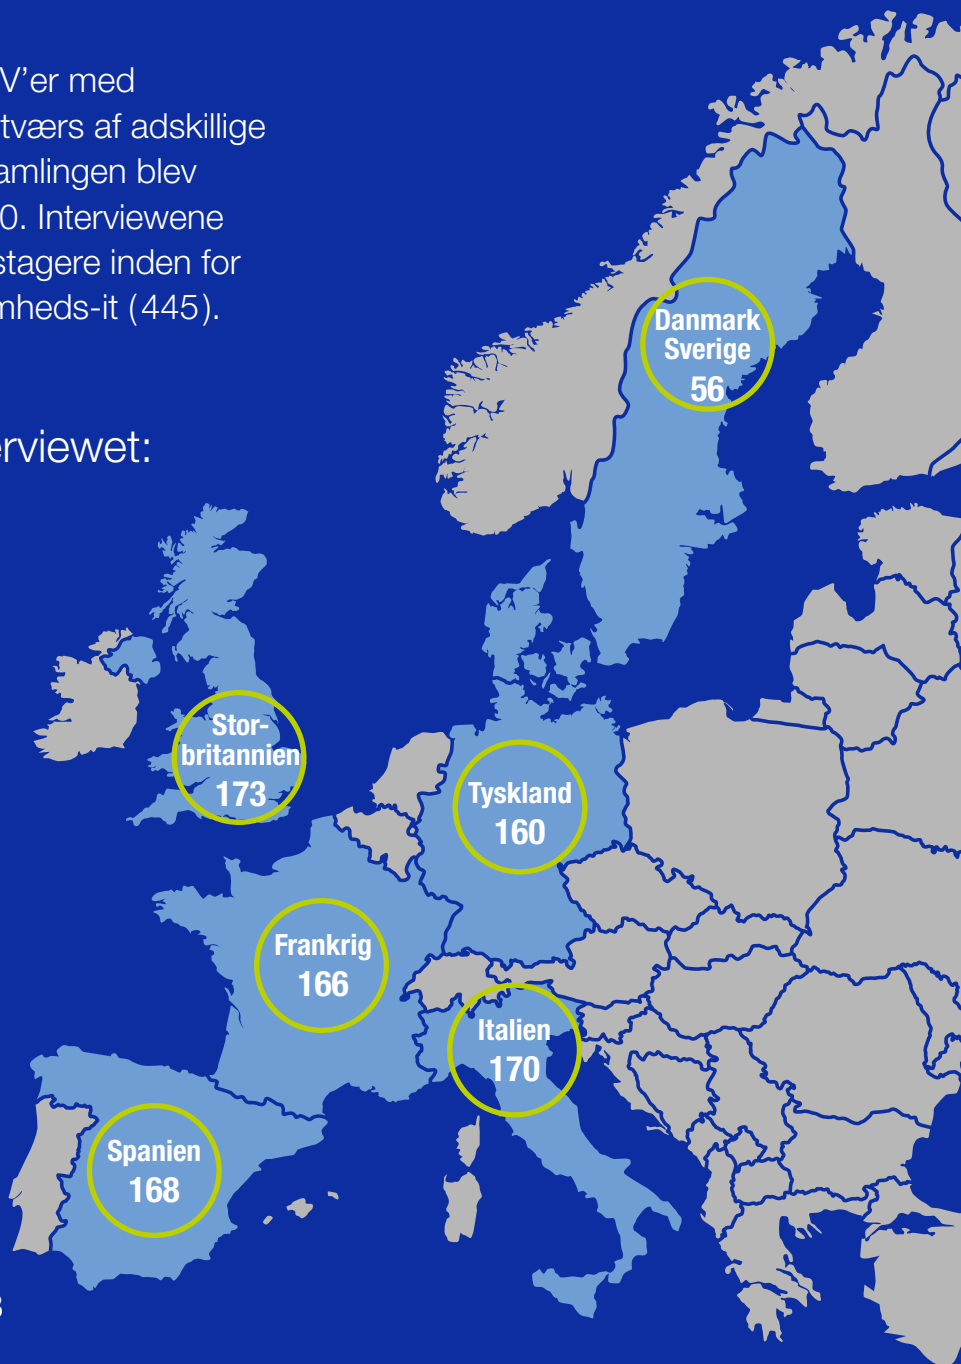 V’er med
tværs af adskillige
amlingen blev
0. Interviewene
stagere inden for
mheds-it (445).
erviewet:
Danmark
Sverige
56
Stor-
britannien
173
Tyskland
160
Frankrig
166
Italien
170
Spanien
168